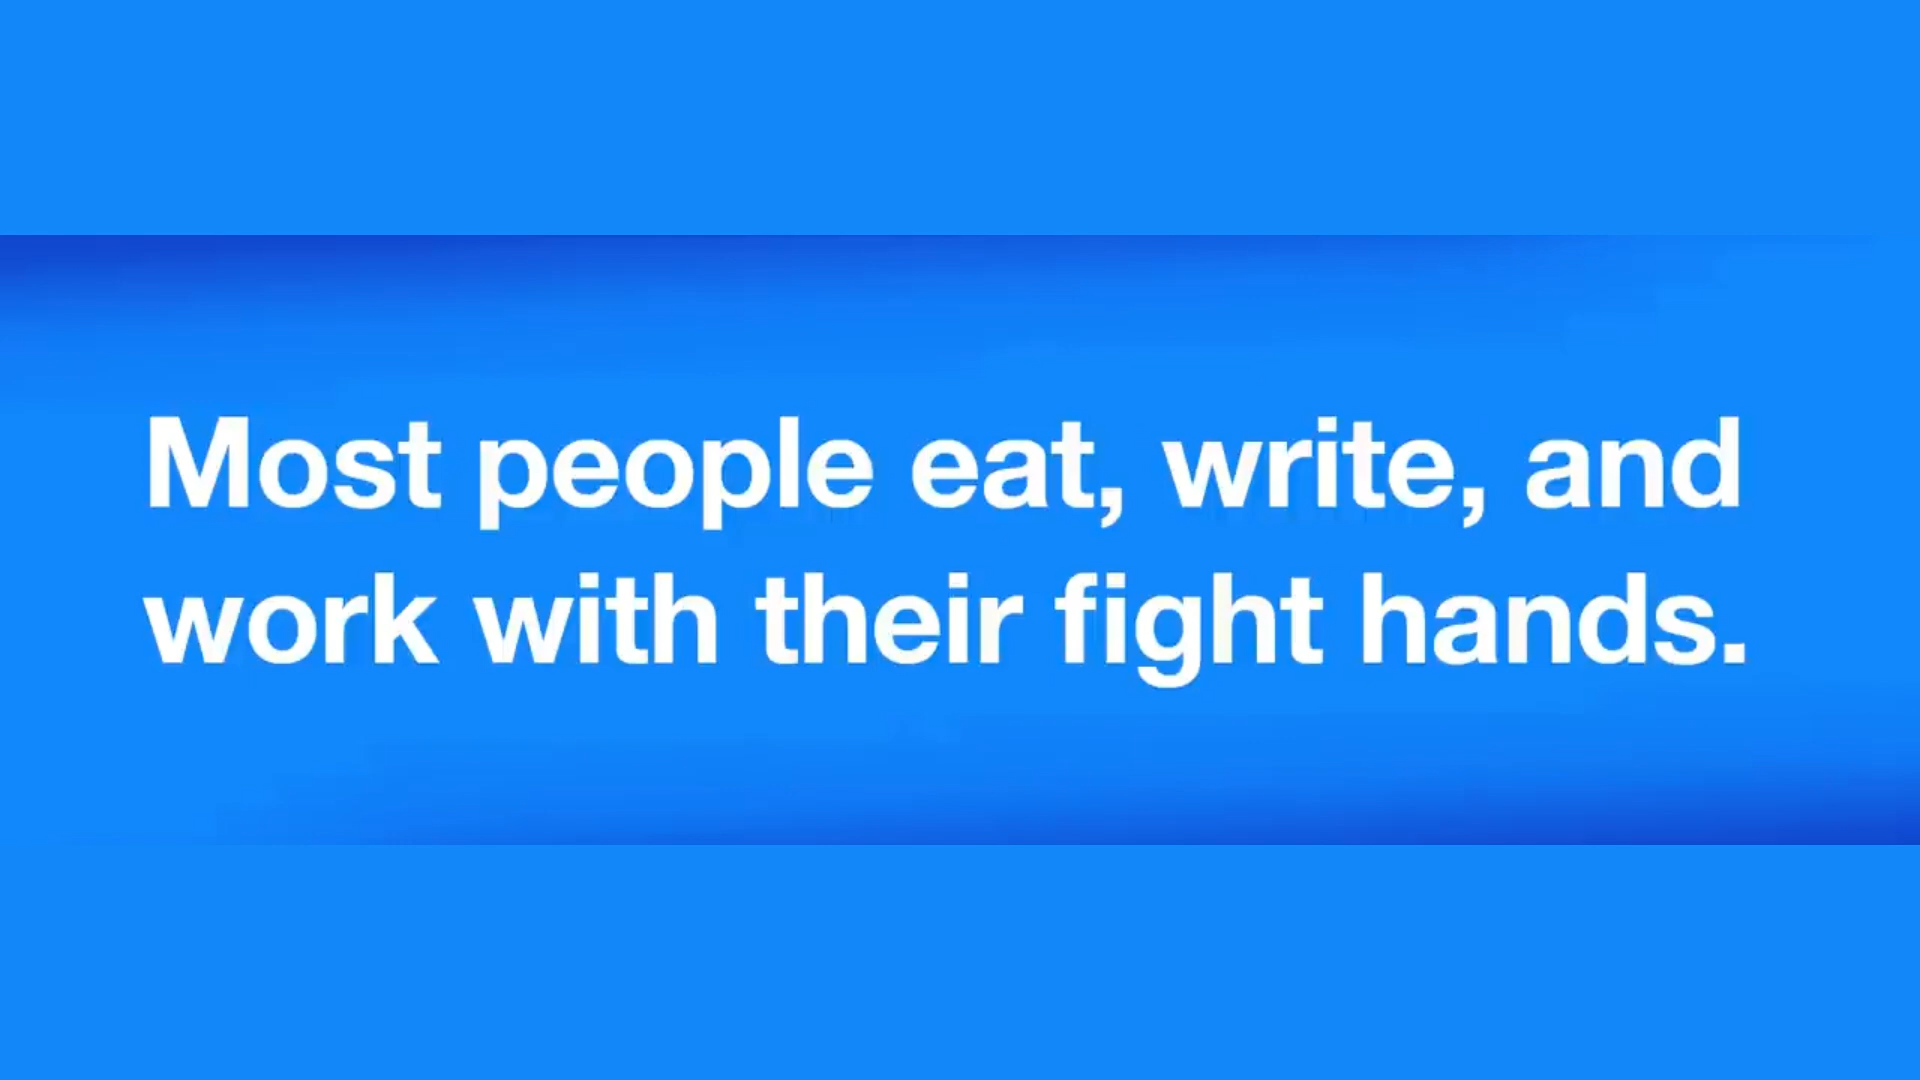 Most people eat, write, and
work with their fight hands.